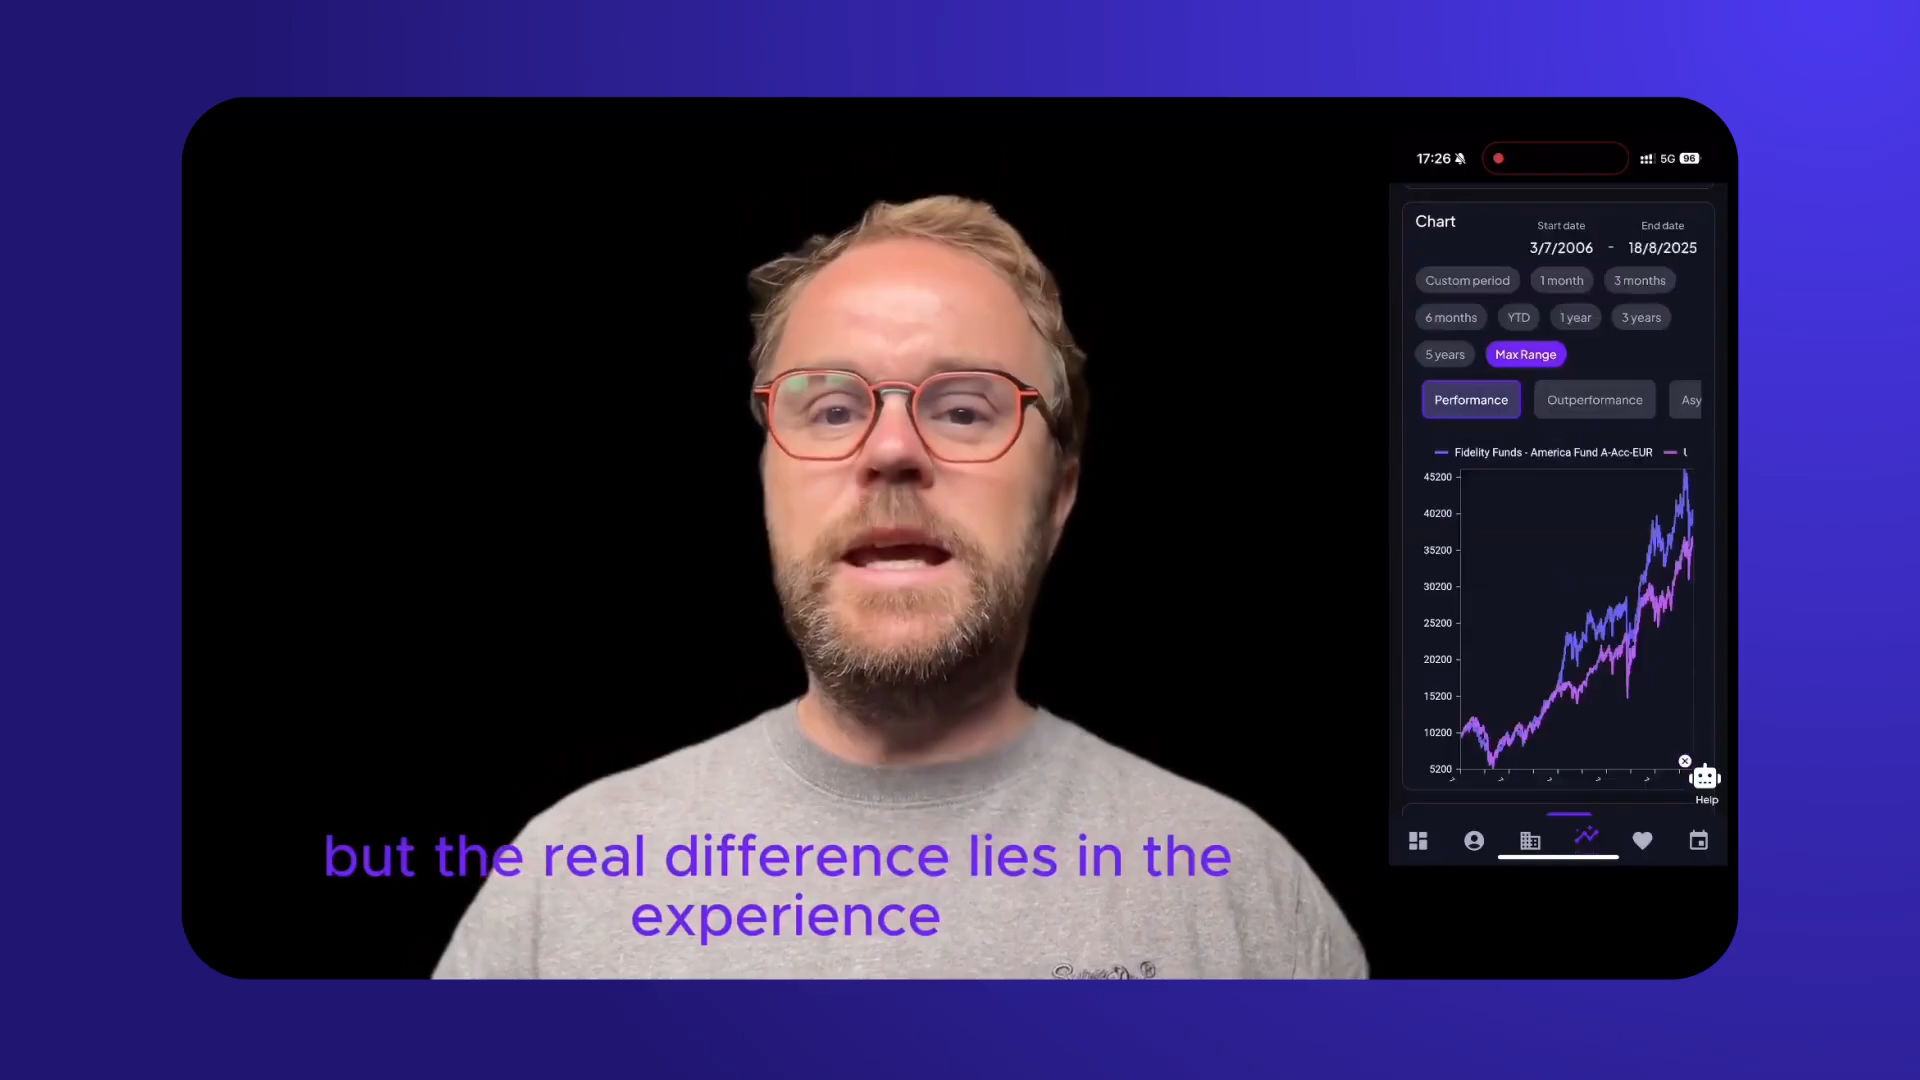 17:26 5G 96
Chart
Start date End date
3/7/2006 - 18/8/2025
Custom period 1 month 3 months
6 months YTD 1 year 3 years
5 years Max Range
Performance Outperformance Asy
Fidelity Funds - America Fund A-Acc-EUR
45200
40200
35200
30200
25200
20200
15200
10200
5200
Help
but the real difference lies in the
experience